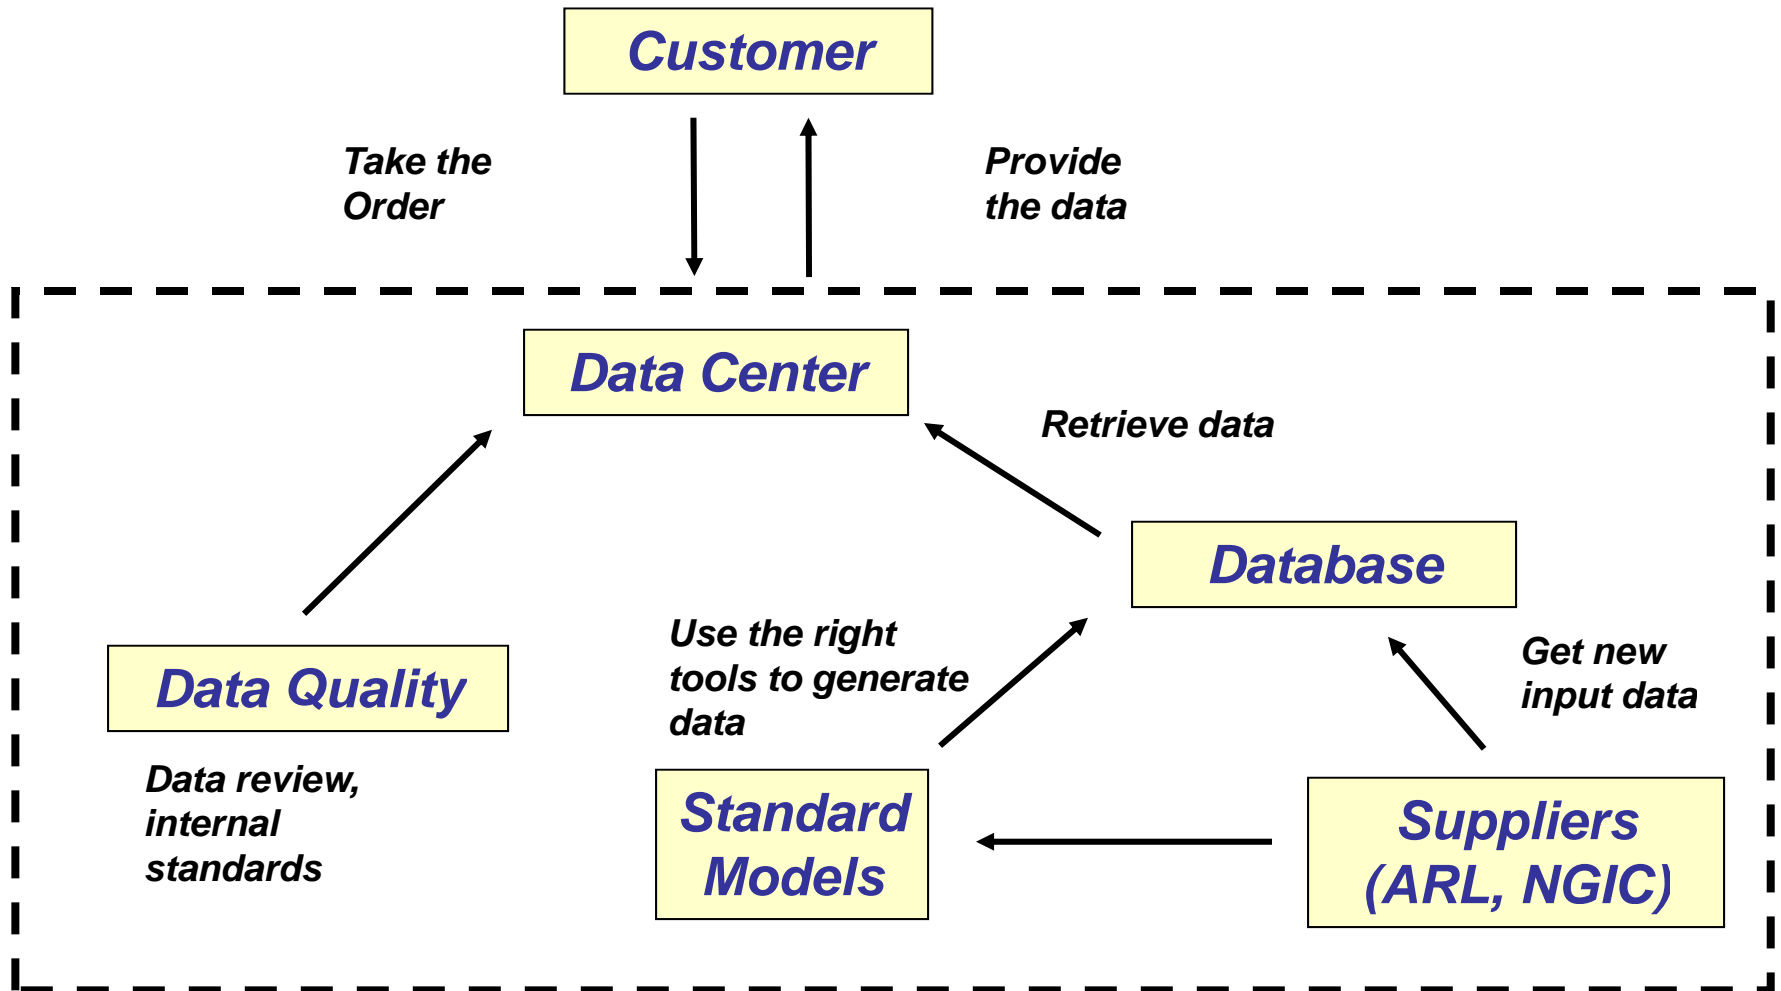 Customer
Take the
Order
Provide
the data
Data Center
Retrieve data
Database
Use the right
tools to generate
data
Get new
input data
Data Quality
Data review,
internal
standards
Standard
Models
Suppliers
(ARL, NGIC)